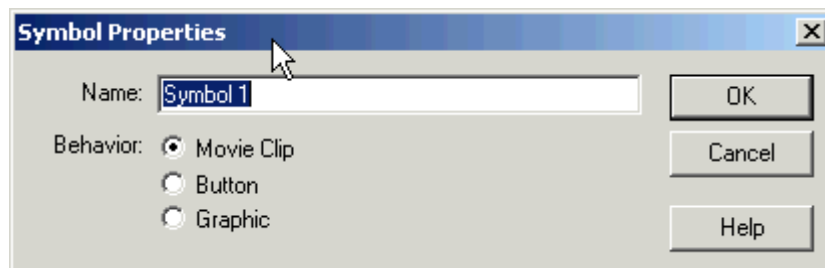 Symbol Properties
Name: Symbol 1 OK
Behavior: Movie Clip Cancel
Button
Graphic Help